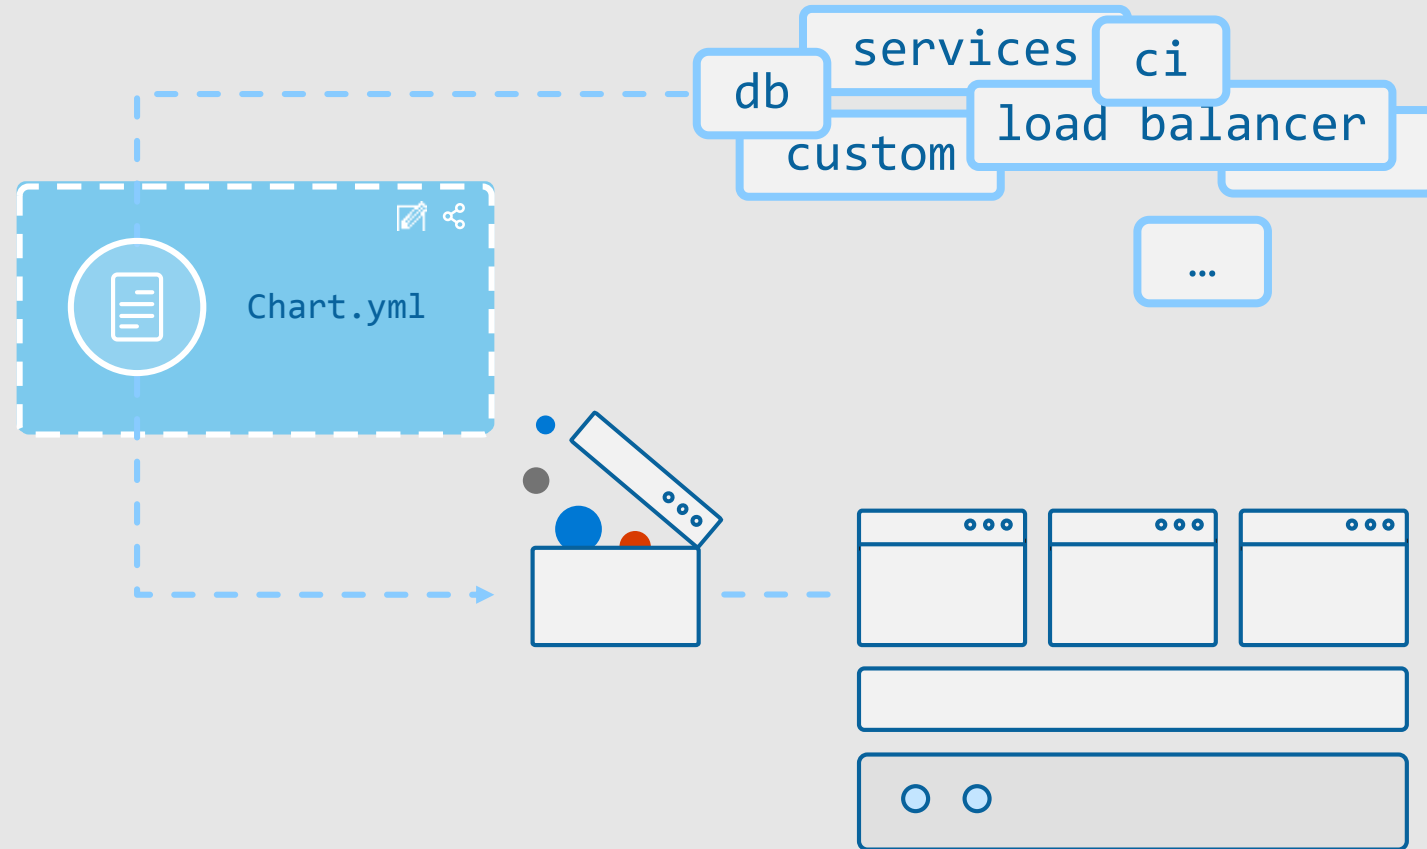 services
ci
db
load balancer
custom
...
Chart.yml